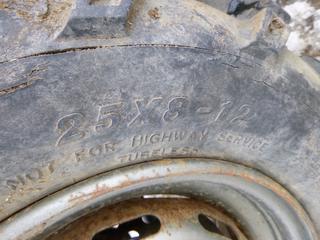 25X8-12
NOT FOR HIGHWAY SERVICE
TUBELESS